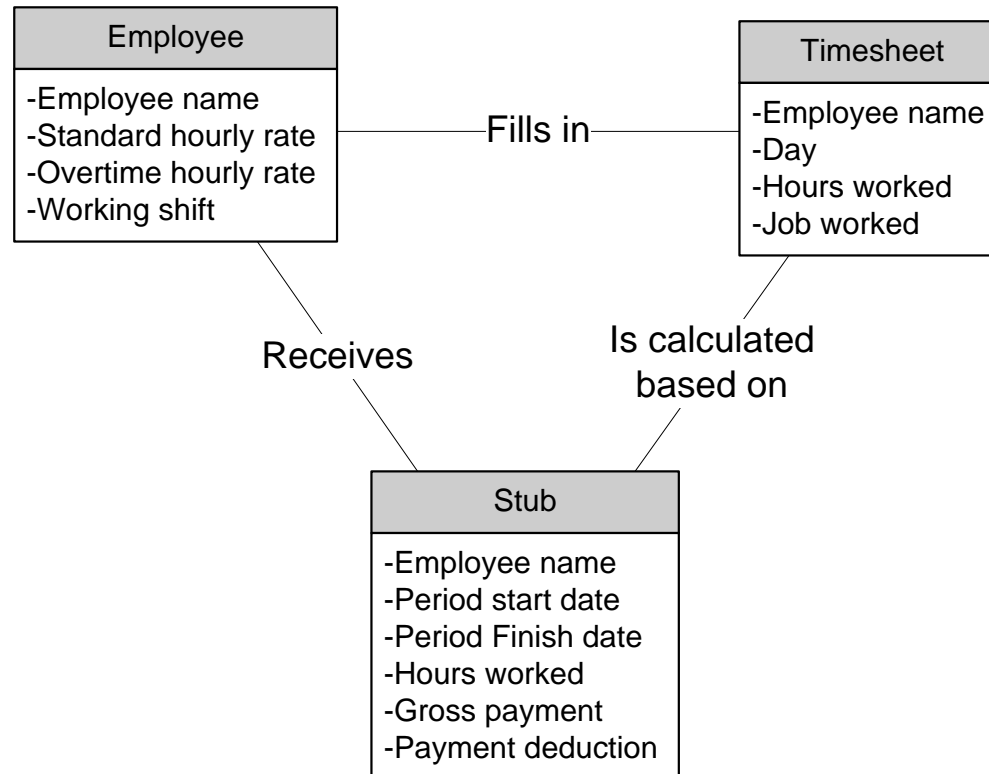 Employee
-Employee name
-Standard hourly rate
-Overtime hourly rate
-Working shift
Fills in
Timesheet
-Employee name
-Day
-Hours worked
-Job worked
Receives
Is calculated
based on
Stub
-Employee name
-Period start date
-Period Finish date
-Hours worked
-Gross payment
-Payment deduction